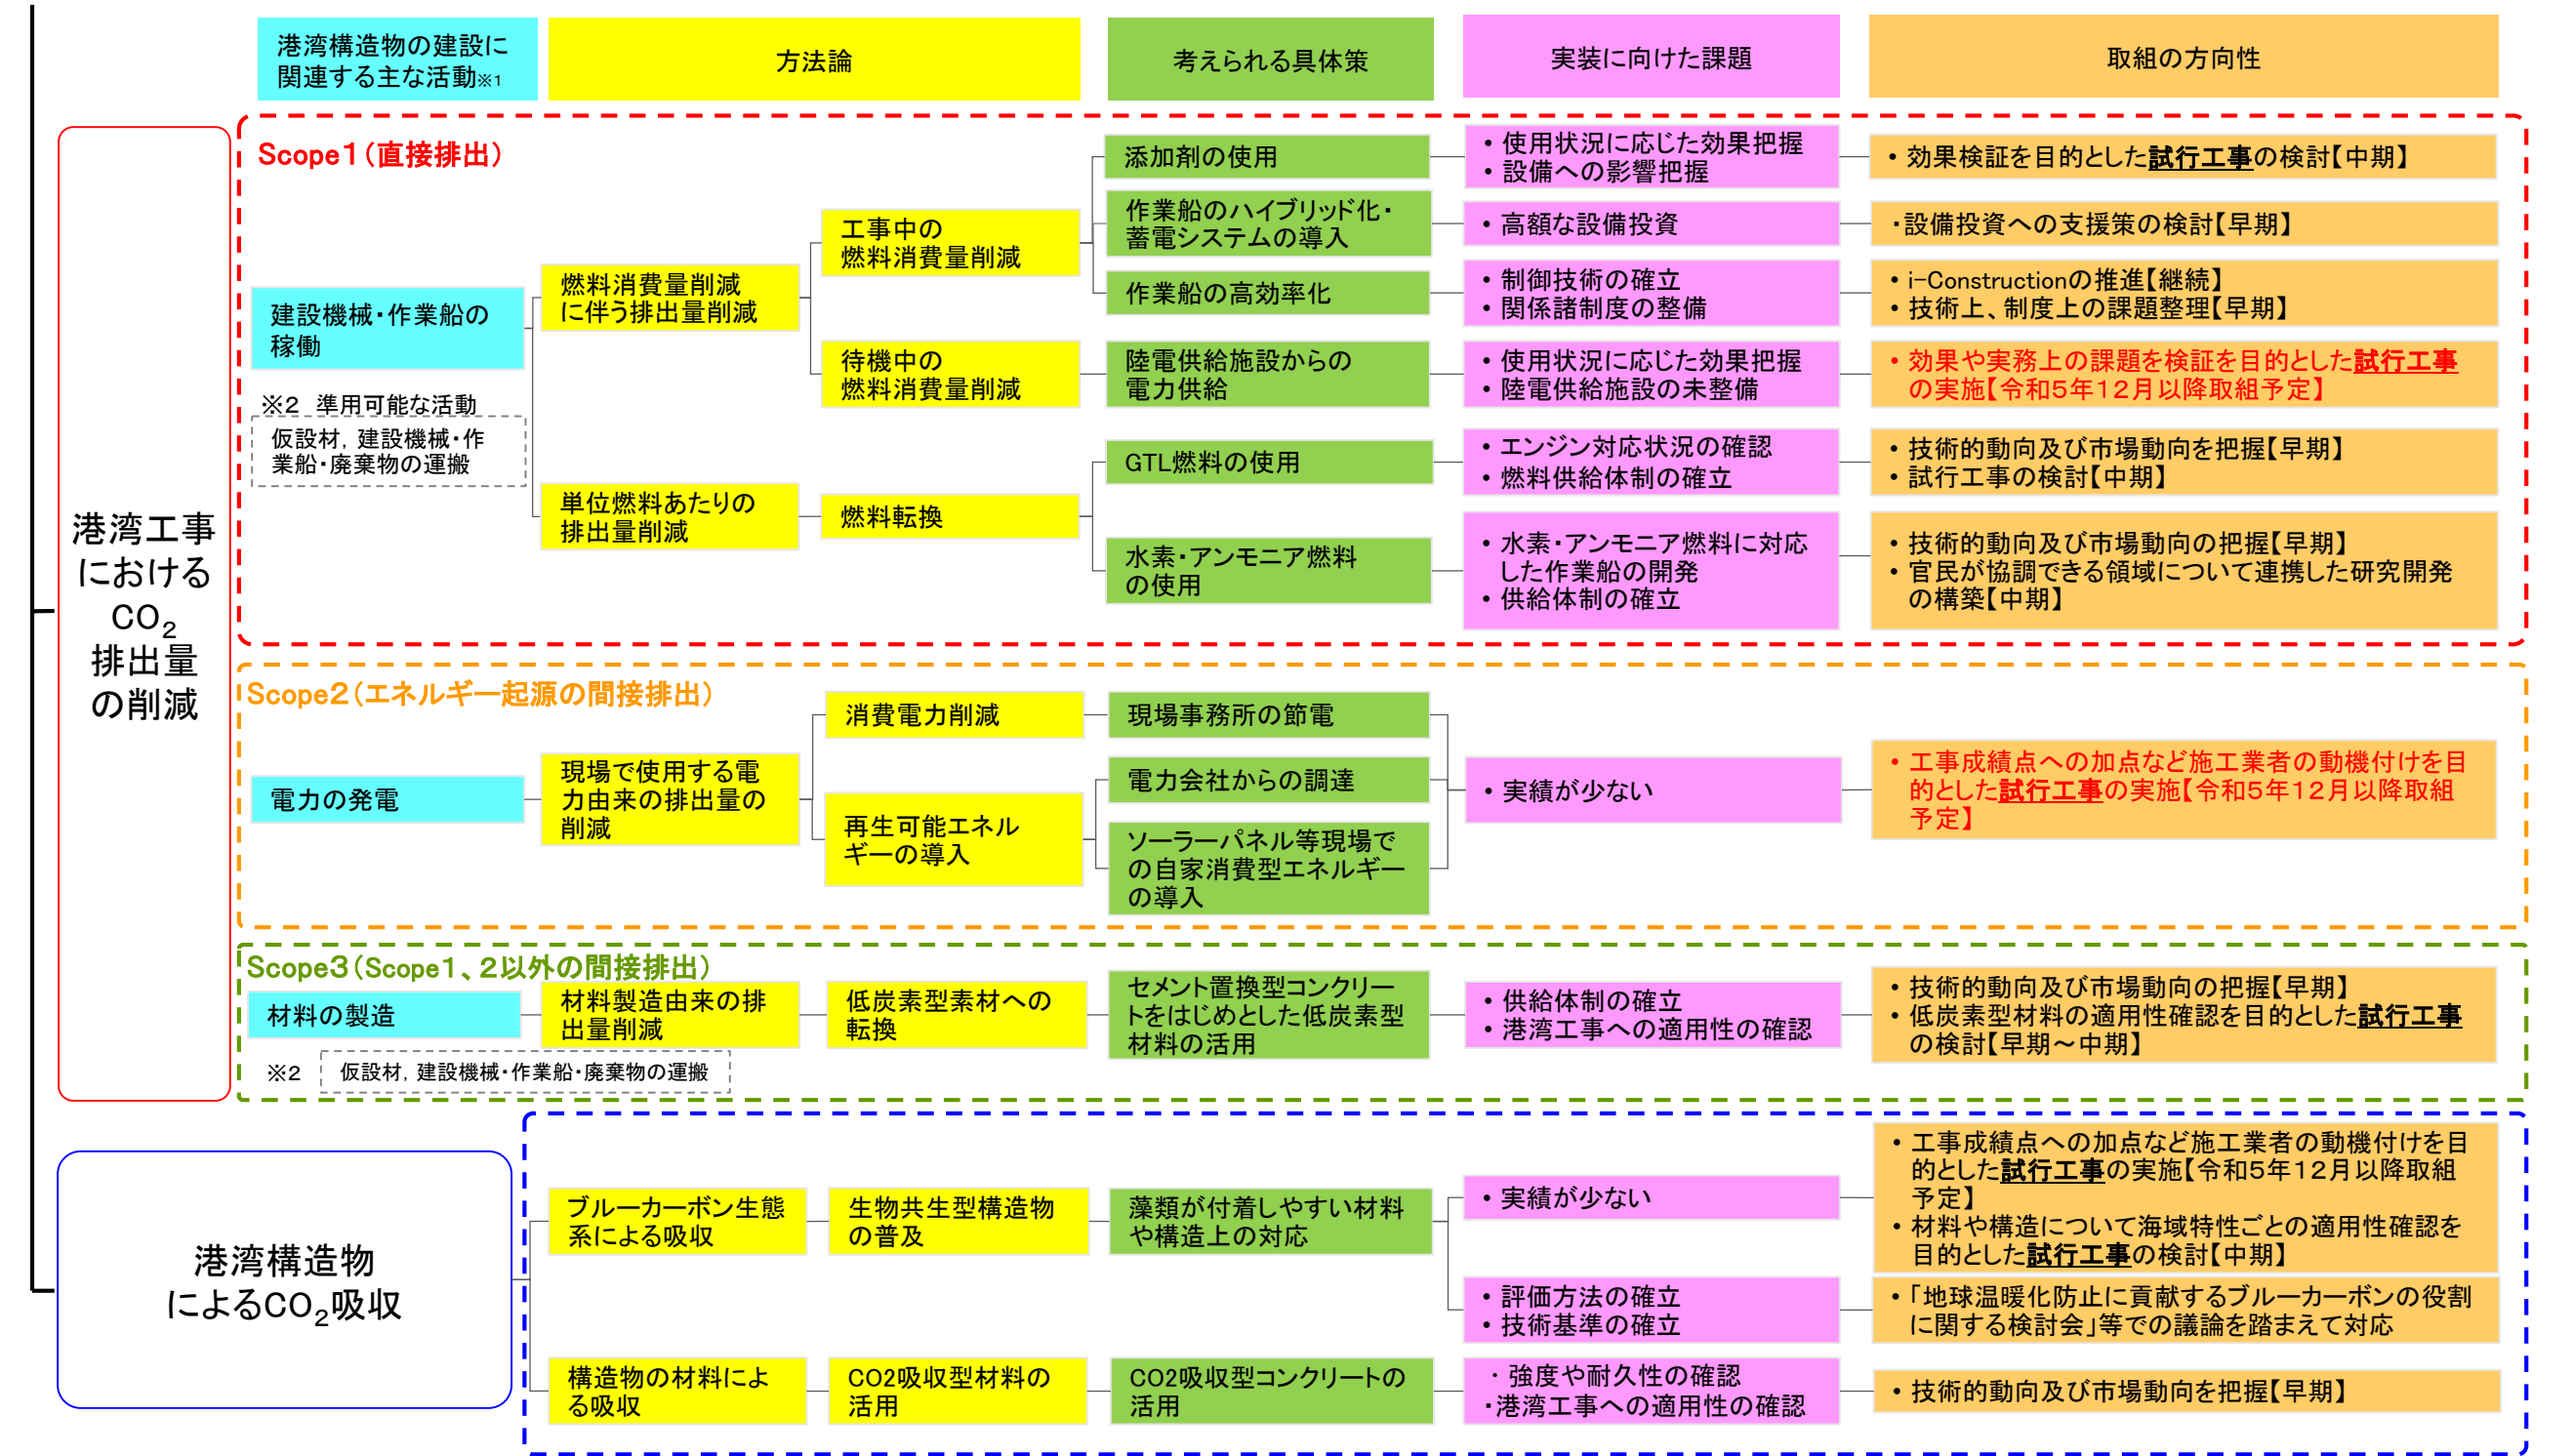 港湾構造物の建設に
関連する主な活動※1
方法論
考えられる具体策
実装に向けた課題
取組の方向性
港湾工事
における
CO2
排出量
の削減
Scope1（直接排出）
建設機械・作業船の
稼働
※2 準用可能な活動
仮設材，建設機械・作
業船・廃棄物の運搬
燃料消費量削減
に伴う排出量削減
工事中の
燃料消費量削減
添加剤の使用
・使用状況に応じた効果把握
・設備への影響把握
・効果検証を目的とした試行工事の検討【中期】
作業船のハイブリッド化・
蓄電システムの導入
・高額な設備投資
・設備投資への支援策の検討【早期】
作業船の高効率化
・制御技術の確立
・関係諸制度の整備
・i-Constructionの推進【継続】
・技術上、制度上の課題整理【早期】
待機中の
燃料消費量削減
陸電供給施設からの
電力供給
・使用状況に応じた効果把握
・陸電供給施設の未整備
・効果や実務上の課題を検証を目的とした試行工事
の実施【令和5年12月以降取組予定】
単位燃料あたりの
排出量削減
燃料転換
GTL燃料の使用
・エンジン対応状況の確認
・燃料供給体制の確立
・技術的動向及び市場動向を把握【早期】
・試行工事の検討【中期】
水素・アンモニア燃料
の使用
・水素・アンモニア燃料に対応
した作業船の開発
・供給体制の確立
・技術的動向及び市場動向の把握【早期】
・官民が協調できる領域について連携した研究開発
の構築【中期】
Scope2（エネルギー起源の間接排出）
電力の発電
現場で使用する電
力由来の排出量の
削減
消費電力削減
現場事務所の節電
再生可能エネル
ギーの導入
電力会社からの調達
ソーラーパネル等現場で
の自家消費型エネルギー
の導入
・実績が少ない
・工事成績点への加点など施工業者の動機付けを目
的とした試行工事の実施【令和5年12月以降取組
予定】
Scope3（Scope1、2以外の間接排出）
材料の製造
※2
仮設材，建設機械・作業船・廃棄物の運搬
材料製造由来の排
出量削減
低炭素型素材への
転換
セメント置換型コンクリー
トをはじめとした低炭素型
材料の活用
・供給体制の確立
・港湾工事への適用性の確認
・技術的動向及び市場動向の把握【早期】
・低炭素型材料の適用性確認を目的とした試行工事
の検討【早期～中期】
港湾構造物
によるCO2吸収
ブルーカーボン生態
系による吸収
生物共生型構造物
の普及
藻類が付着しやすい材料
や構造上の対応
・実績が少ない
・工事成績点への加点など施工業者の動機付けを目
的とした試行工事の実施【令和5年12月以降取組
予定】
・材料や構造について海域特性ごとの適用性確認を
目的とした試行工事の検討【中期】
・評価方法の確立
・技術基準の確立
・「地球温暖化防止に貢献するブルーカーボンの役割
に関する検討会」等での議論を踏まえて対応
構造物の材料によ
る吸収
CO2吸収型材料の
活用
CO2吸収型コンクリートの
活用
・強度や耐久性の確認
・港湾工事への適用性の確認
・技術的動向及び市場動向を把握【早期】